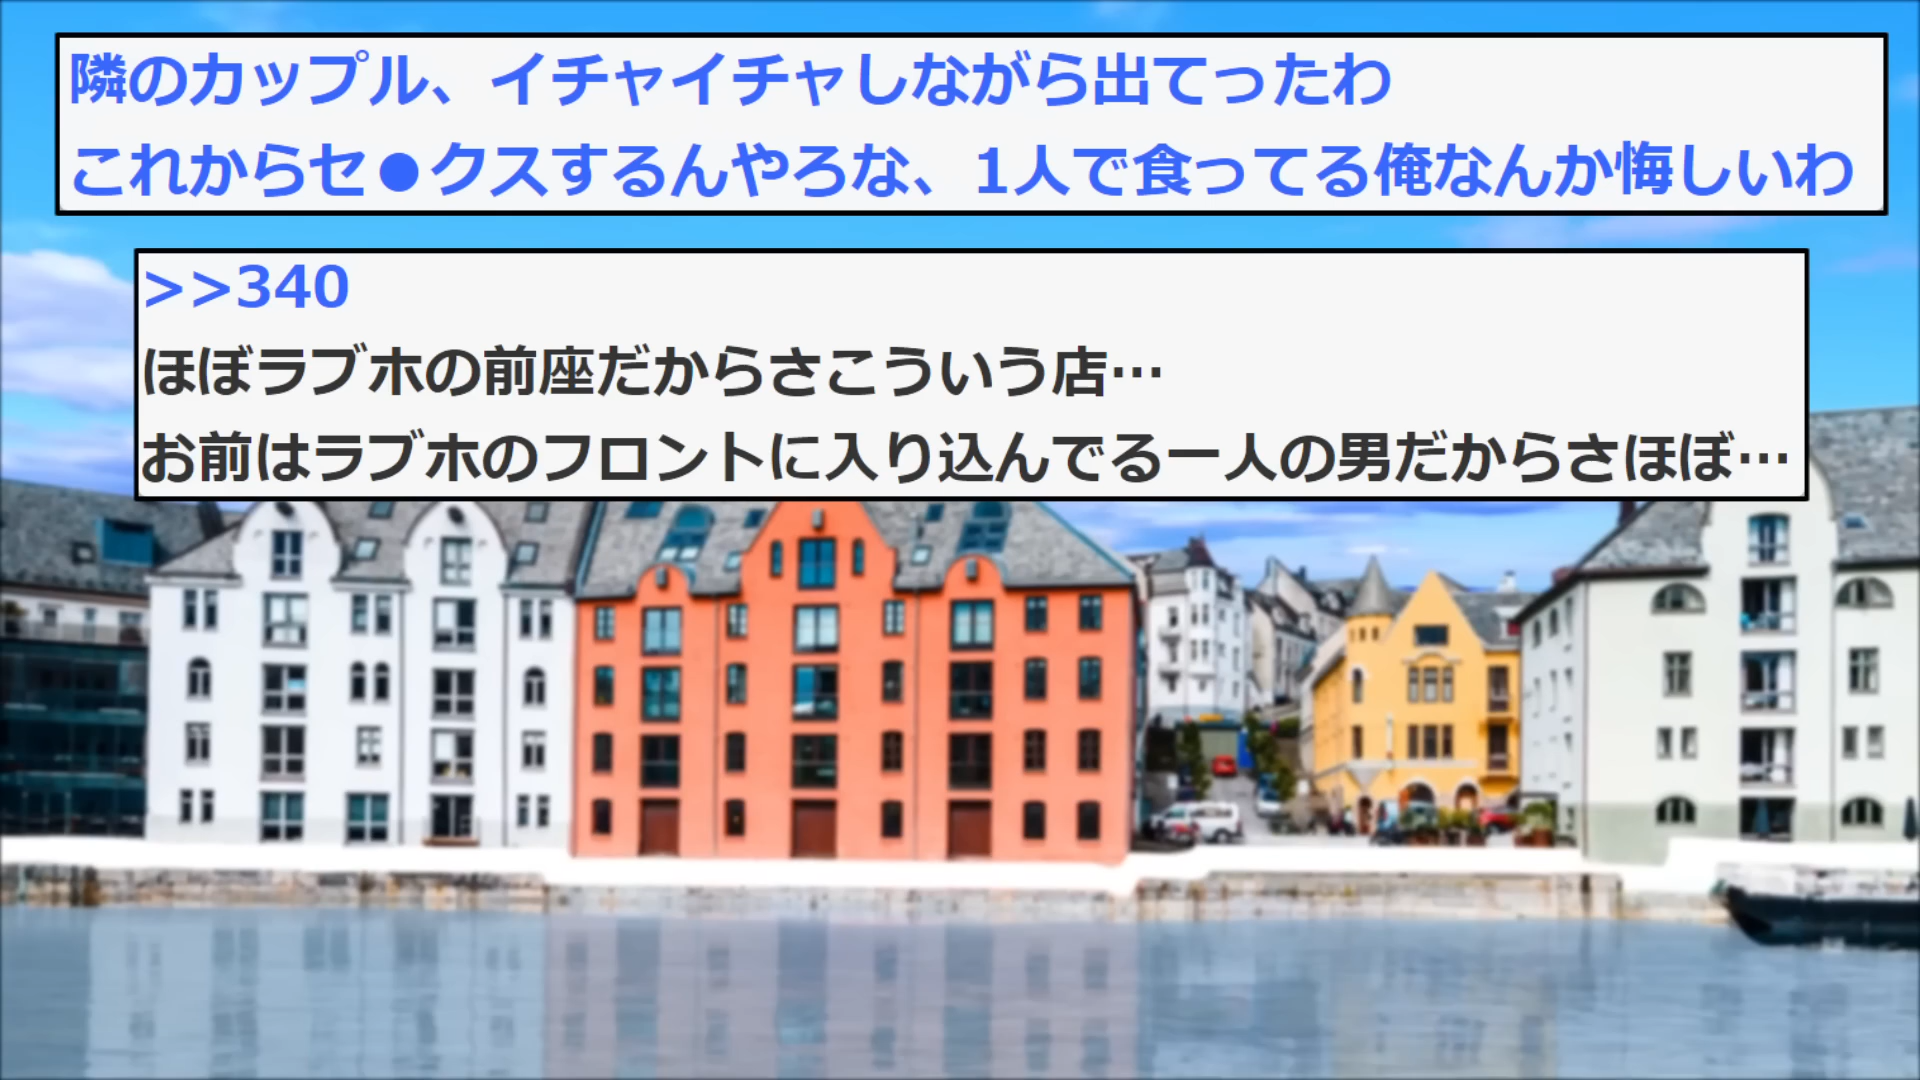 隣のカップル、イチャイチャしながら出てったわ
これからセ●クスするんやろな、1人で食ってる俺なんか悔しいわ
>>340
ほぼラブホの前座だからさこういう店…
お前はラブホのフロントに入り込んでる一人の男だからさほぼ…